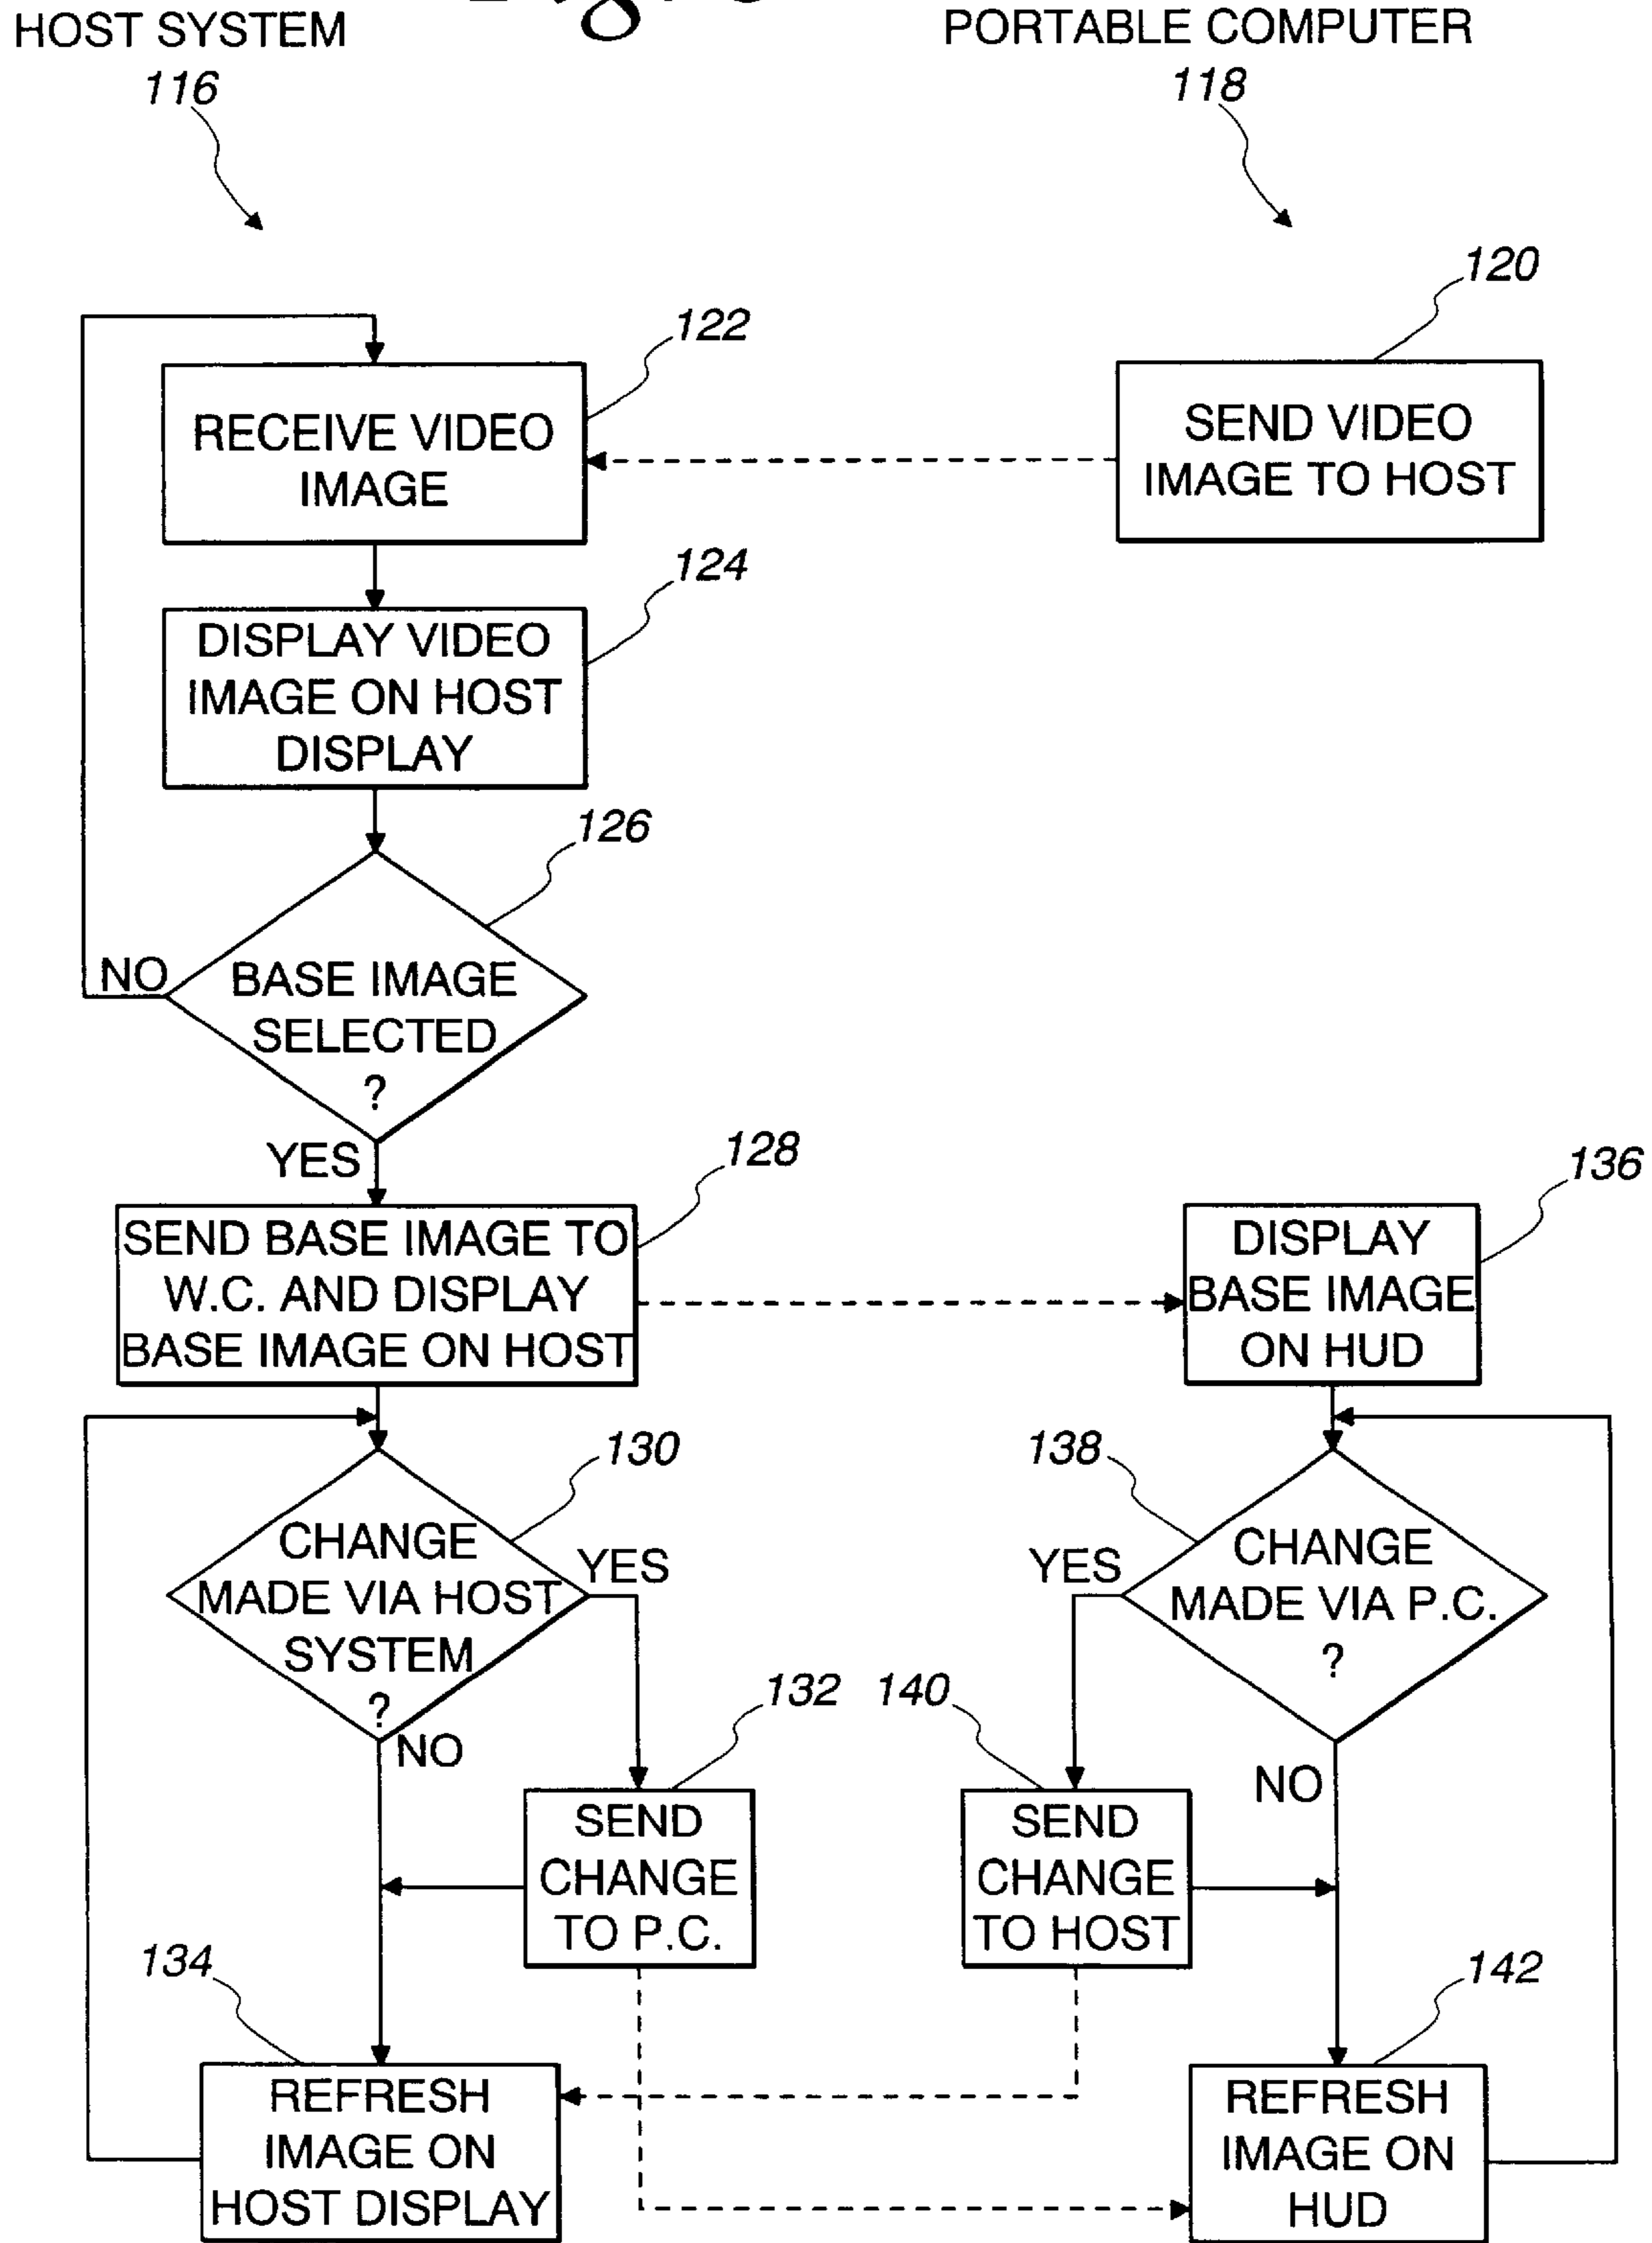 HOST SYSTEM
116
PORTABLE COMPUTER
118
120
SEND VIDEO
IMAGE TO HOST
122
RECEIVE VIDEO
IMAGE
124
DISPLAY VIDEO
IMAGE ON HOST
DISPLAY
126
BASE IMAGE
SELECTED
?
NO
YES
128
SEND BASE IMAGE TO
W.C. AND DISPLAY
BASE IMAGE ON HOST
136
DISPLAY
BASE IMAGE
ON HUD
130
CHANGE
MADE VIA HOST
SYSTEM
?
YES
NO
138
CHANGE
MADE VIA P.C.
?
YES
NO
132
SEND
CHANGE
TO P.C.
140
SEND
CHANGE
TO HOST
134
REFRESH
IMAGE ON
HOST DISPLAY
142
REFRESH
IMAGE ON
HUD